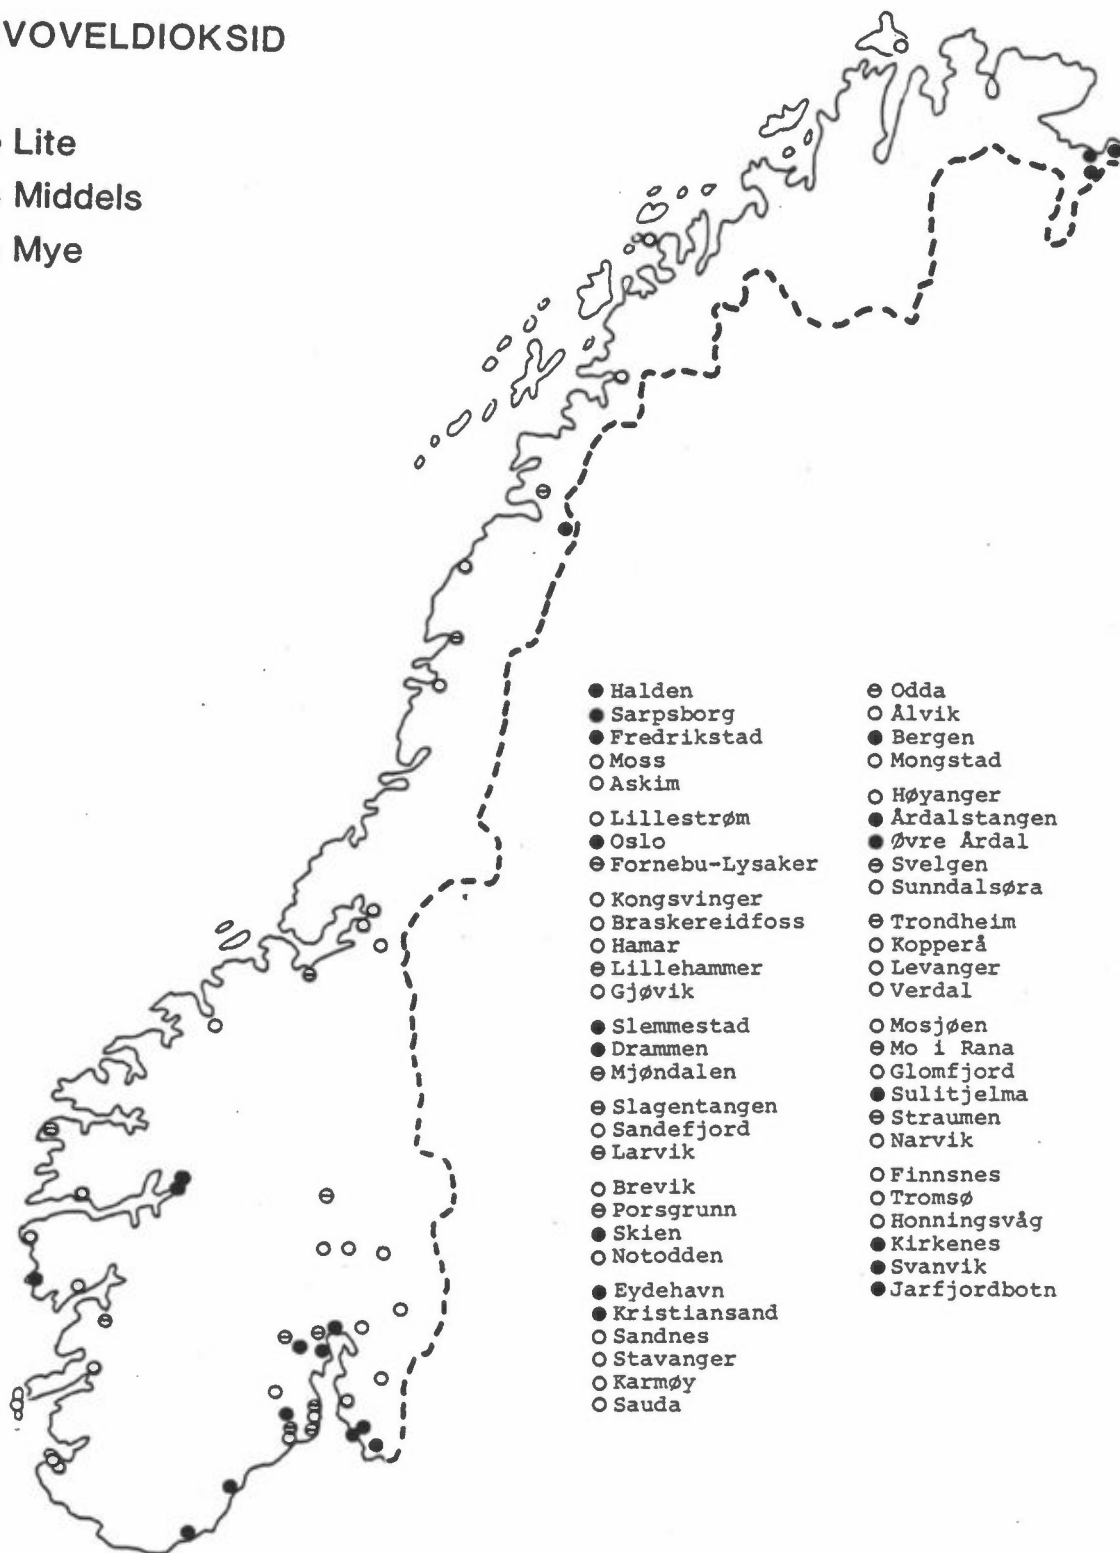 VOVELDIOKSID
Lite
Middels
Mye
Halden
Sarpsborg
Fredrikstad
Moss
Askim
Lillestrøm
Oslo
Fornebu-Lysaker
Kongsvinger
Braskereidfoss
Hamar
Lillehammer
Gjøvik
Slemmestad
Drammen
Mjøndalen
Slagentangen
Sandefjord
Larvik
Brevik
Porsgrunn
Skien
Notodden
Eydehavn
Kristiansand
Sandnes
Stavanger
Karmøy
Sauda
Odda
Ålvik
Bergen
Mongstad
Høyanger
Årdalstangen
Øvre Årdal
Svelgen
Sunndalsøra
Trondheim
Kopperå
Levanger
Verdal
Mosjøen
Mo i Rana
Glomfjord
Sulitjelma
Straumen
Narvik
Finnsnes
Tromsø
Honningsvåg
Kirkenes
Svanvik
Jarfjordbotn